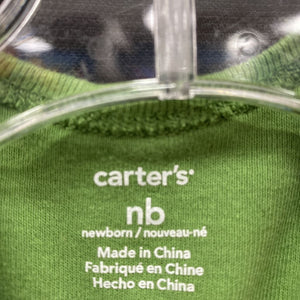 carter's
nb
newborn / nouveau-né
Made in China
Fabriqué en Chine
Hecho en China